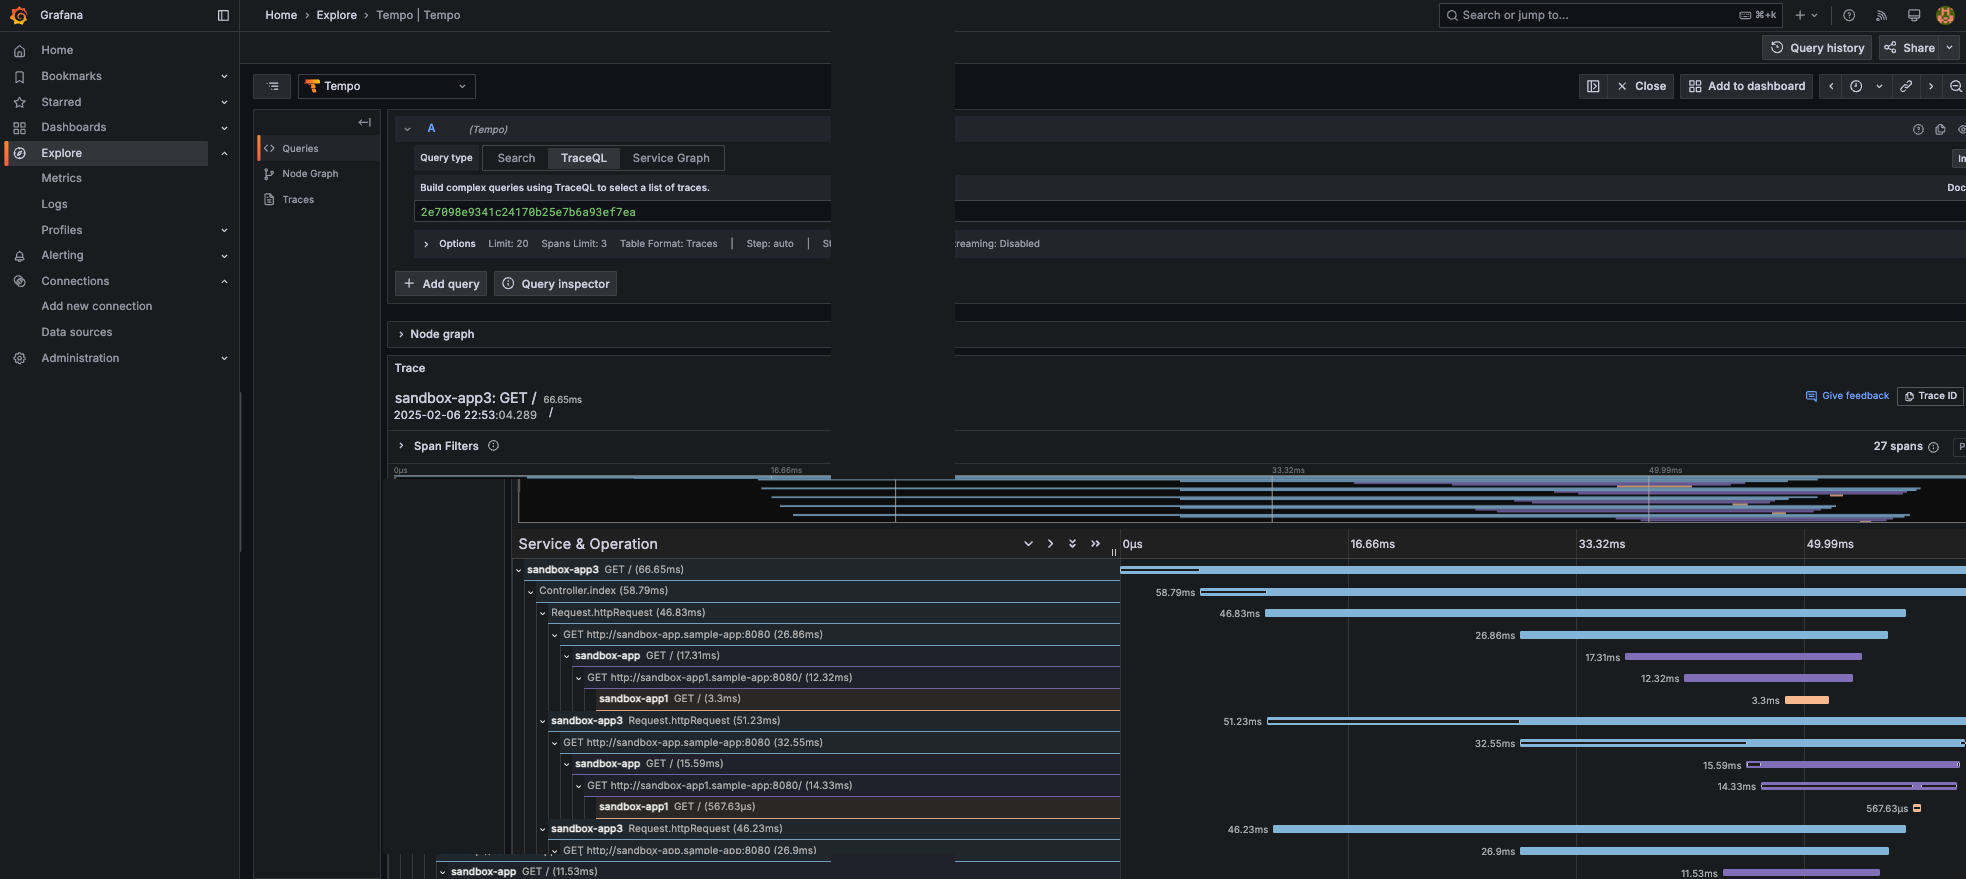 Grafana
Home › Explore › Tempo | Tempo
Search or jump to...
⌘+k
Home
Bookmarks
Starred
Dashboards
Explore
Metrics
Logs
Profiles
Alerting
Connections
Add new connection
Data sources
Administration
Query history
Share
Tempo
Close
Add to dashboard
Queries
Node Graph
Traces
A (Tempo)
Query type
Search
TraceQL
Service Graph
Build complex queries using TraceQL to select a list of traces.
2e7098e9341c24170b25e7b6a93ef7ea
Options Limit: 20 Spans Limit: 3 Table Format: Traces | Step: auto |
Disabled
Add query
Query inspector
Node graph
Trace
sandbox-app3: GET / 66.65ms
2025-02-06 22:53:04.289 /
Give feedback
Trace ID
Span Filters
27 spans
0μs 16.66ms 33.32ms 49.99ms
Service & Operation
0μs 16.66ms 33.32ms 49.99ms
sandbox-app3 GET / (66.65ms)
Controller.index (58.79ms) 58.79ms
Request.httpRequest (46.83ms) 46.83ms
GET http://sandbox-app.sample-app:8080 (26.86ms) 26.86ms
sandbox-app GET / (17.31ms) 17.31ms
GET http://sandbox-app1.sample-app:8080/ (12.32ms) 12.32ms
sandbox-app1 GET / (3.3ms) 3.3ms
sandbox-app3 Request.httpRequest (51.23ms) 51.23ms
GET http://sandbox-app.sample-app:8080 (32.55ms) 32.55ms
sandbox-app GET / (15.59ms) 15.59ms
GET http://sandbox-app1.sample-app:8080/ (14.33ms) 14.33ms
sandbox-app1 GET / (567.63μs) 567.63μs
sandbox-app3 Request.httpRequest (46.23ms) 46.23ms
GET http://sandbox-app.sample-app:8080 (26.9ms) 26.9ms
sandbox-app GET / (11.53ms) 11.53ms